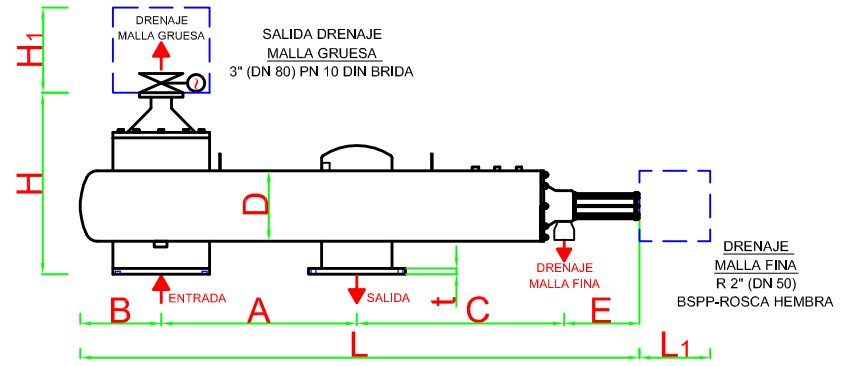 H1
DRENAJE
MALLA GRUESA
SALIDA DRENAJE
MALLA GRUESA
3" (DN 80) PN 10 DIN BRIDA
H
D
DRENAJE
MALLA FINA
R 2" (DN 50)
BSPP-ROSCA HEMBRA
DRENAJE
MALLA FINA
t
ENTRADA
SALIDA
B
A
C
E
L
L1